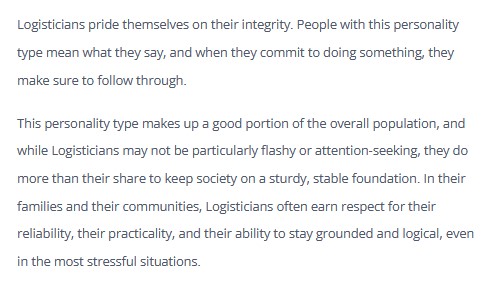 Logisticians pride themselves on their integrity. People with this personality
type mean what they say, and when they commit to doing something, they
make sure to follow through.
This personality type makes up a good portion of the overall population, and
while Logisticians may not be particularly flashy or attention-seeking, they do
more than their share to keep society on a sturdy, stable foundation. In their
families and their communities, Logisticians often earn respect for their
reliability, their practicality, and their ability to stay grounded and logical, even
in the most stressful situations.